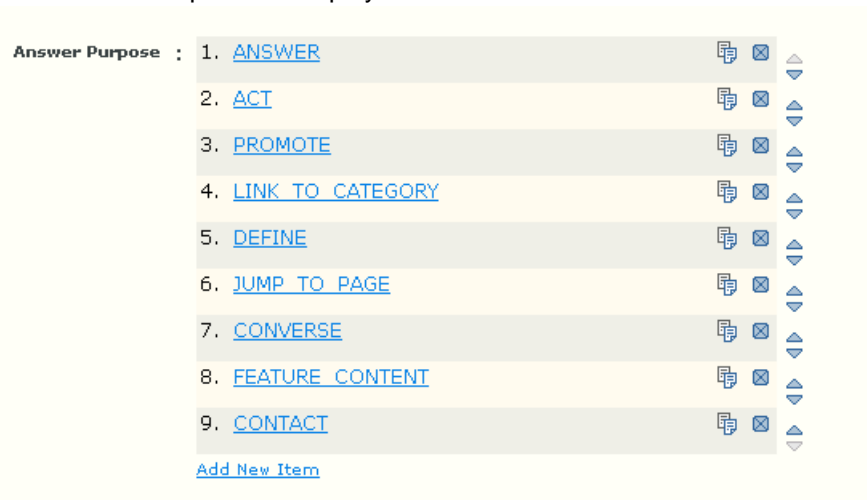 Answer Purpose : 1. ANSWER
2. ACT
3. PROMOTE
4. LINK_TO_CATEGORY
5. DEFINE
6. JUMP_TO_PAGE
7. CONVERSE
8. FEATURE_CONTENT
9. CONTACT
Add New Item